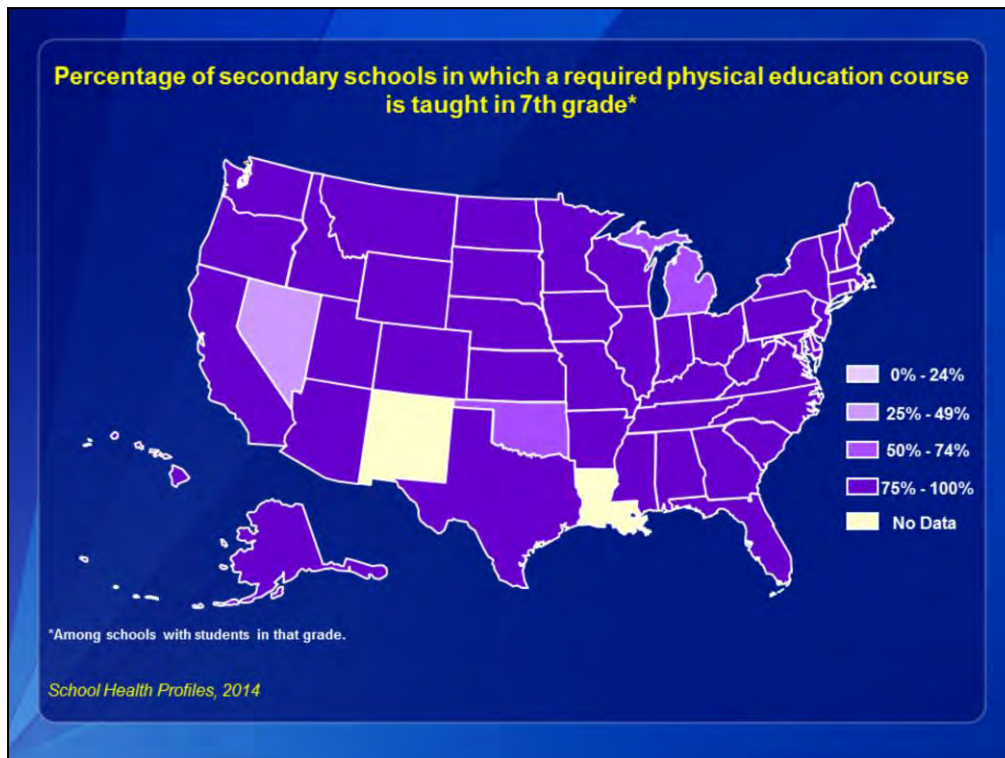 Percentage of secondary schools in which a required physical education course
is taught in 7th grade*
0% - 24%
25% - 49%
50% - 74%
75% - 100%
No Data
*Among schools with students in that grade.
School Health Profiles, 2014